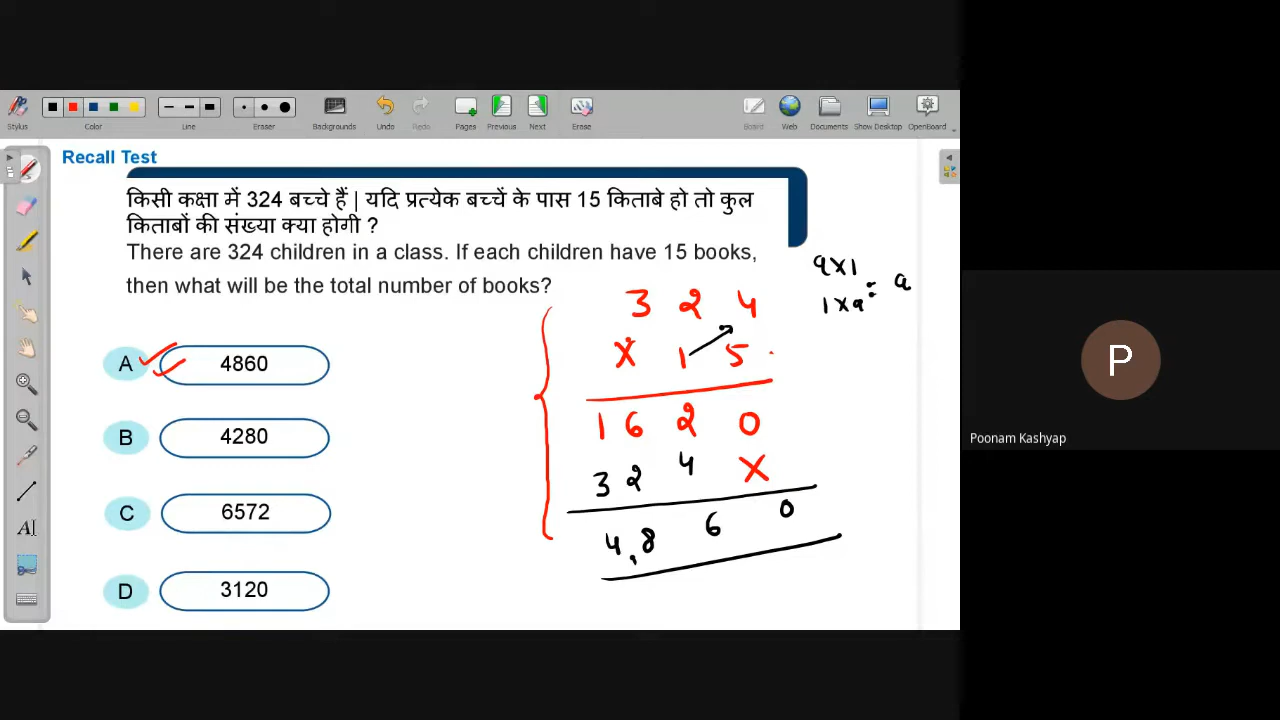 Stylus Color Line Eraser Backgrounds Undo Redo Pages Previous Next Erase Board Web Documents Show Desktop OpenBoard
Recall Test
किसी कक्षा में 324 बच्चे हैं | यदि प्रत्येक बच्चें के पास 15 किताबे हो तो कुल
किताबों की संख्या क्या होगी ?
There are 324 children in a class. If each children have 15 books,
then what will be the total number of books?
a×1
1×a = a
3 2 4
× 1 5
1 6 2 0
3 2 4 ×
4,8 6 0
A 4860
B 4280
C 6572
D 3120
P
Poonam Kashyap